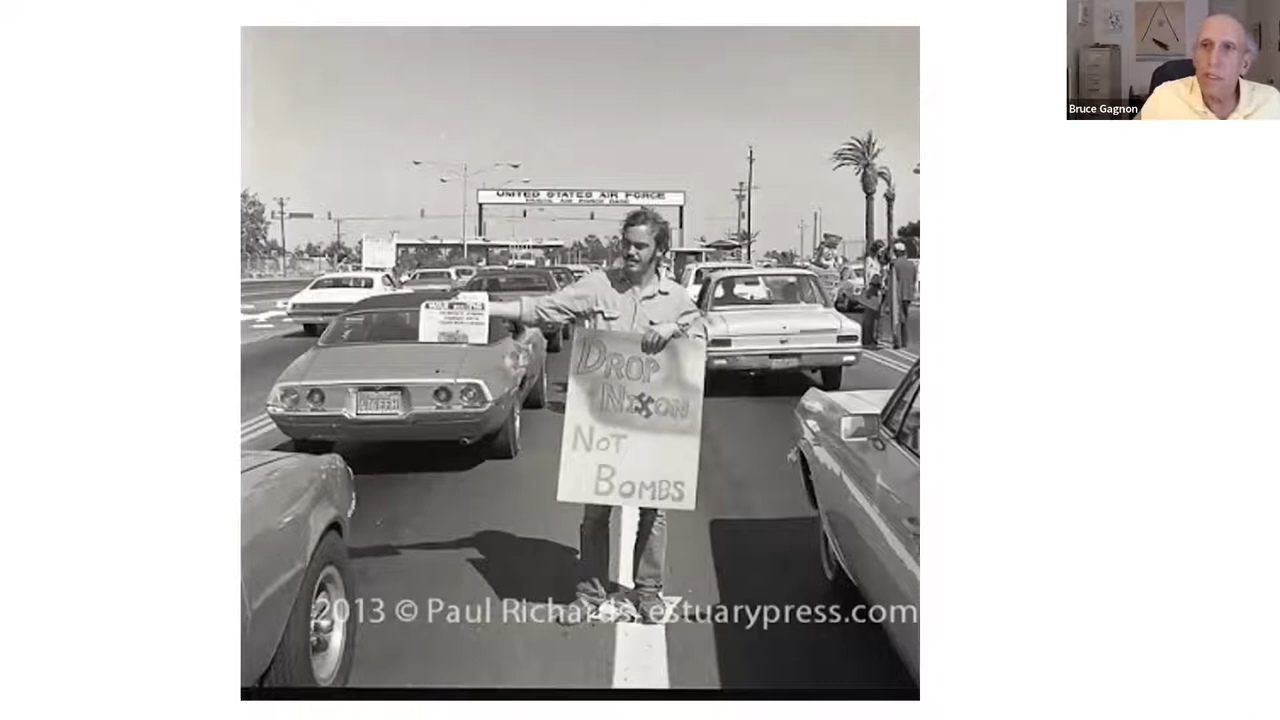 Bruce Gagnon
UNITED STATES AIR FORCE
DROP
NIXON
NOT
BOMBS
2013 © Paul Richards estuarypress.com